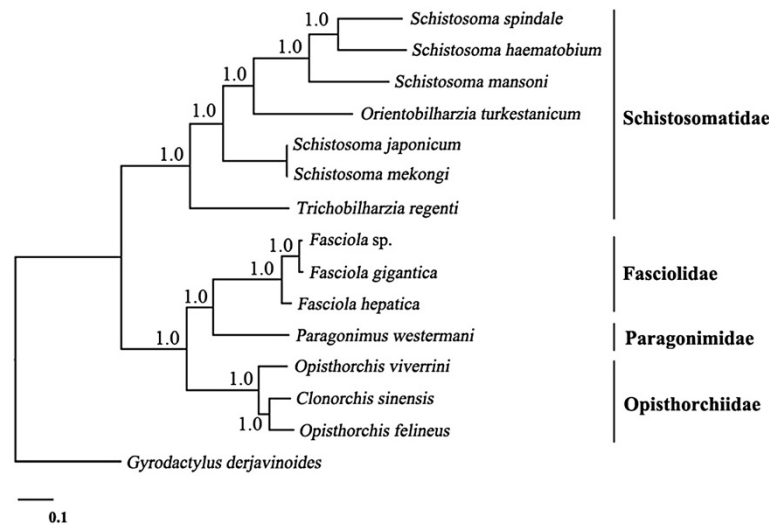 1.0
Schistosoma spindale
1.0
Schistosoma haematobium
1.0
Schistosoma mansoni
1.0
Orientobilharzia turkestanicum
Schistosomatidae
1.0
Schistosoma japonicum
1.0
Schistosoma mekongi
Trichobilharzia regenti
1.0
Fasciola sp.
1.0
Fasciola gigantica
Fasciolidae
1.0
Fasciola hepatica
1.0
Paragonimus westermani
Paragonimidae
1.0
Opisthorchis viverrini
Clonorchis sinensis
Opisthorchiidae
1.0
Opisthorchis felineus
Gyrodactylus derjavinoides
0.1